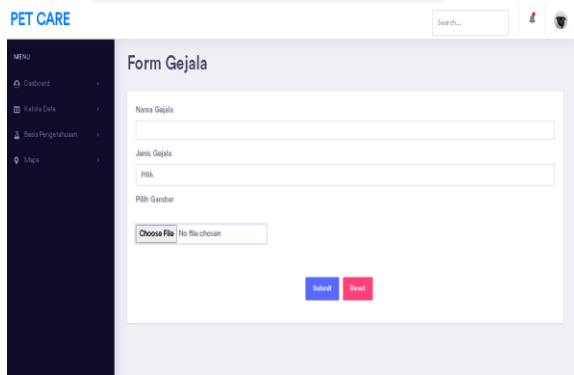 PET CARE
Search...
MENU
Dasboard
Kelola Data
Basis Pengetahuaan
Maps
Form Gejala
Nama Gejala
Jenis Gejala
Pilih
Pilih Gambar
Choose File No file chosen
Submit
Reset